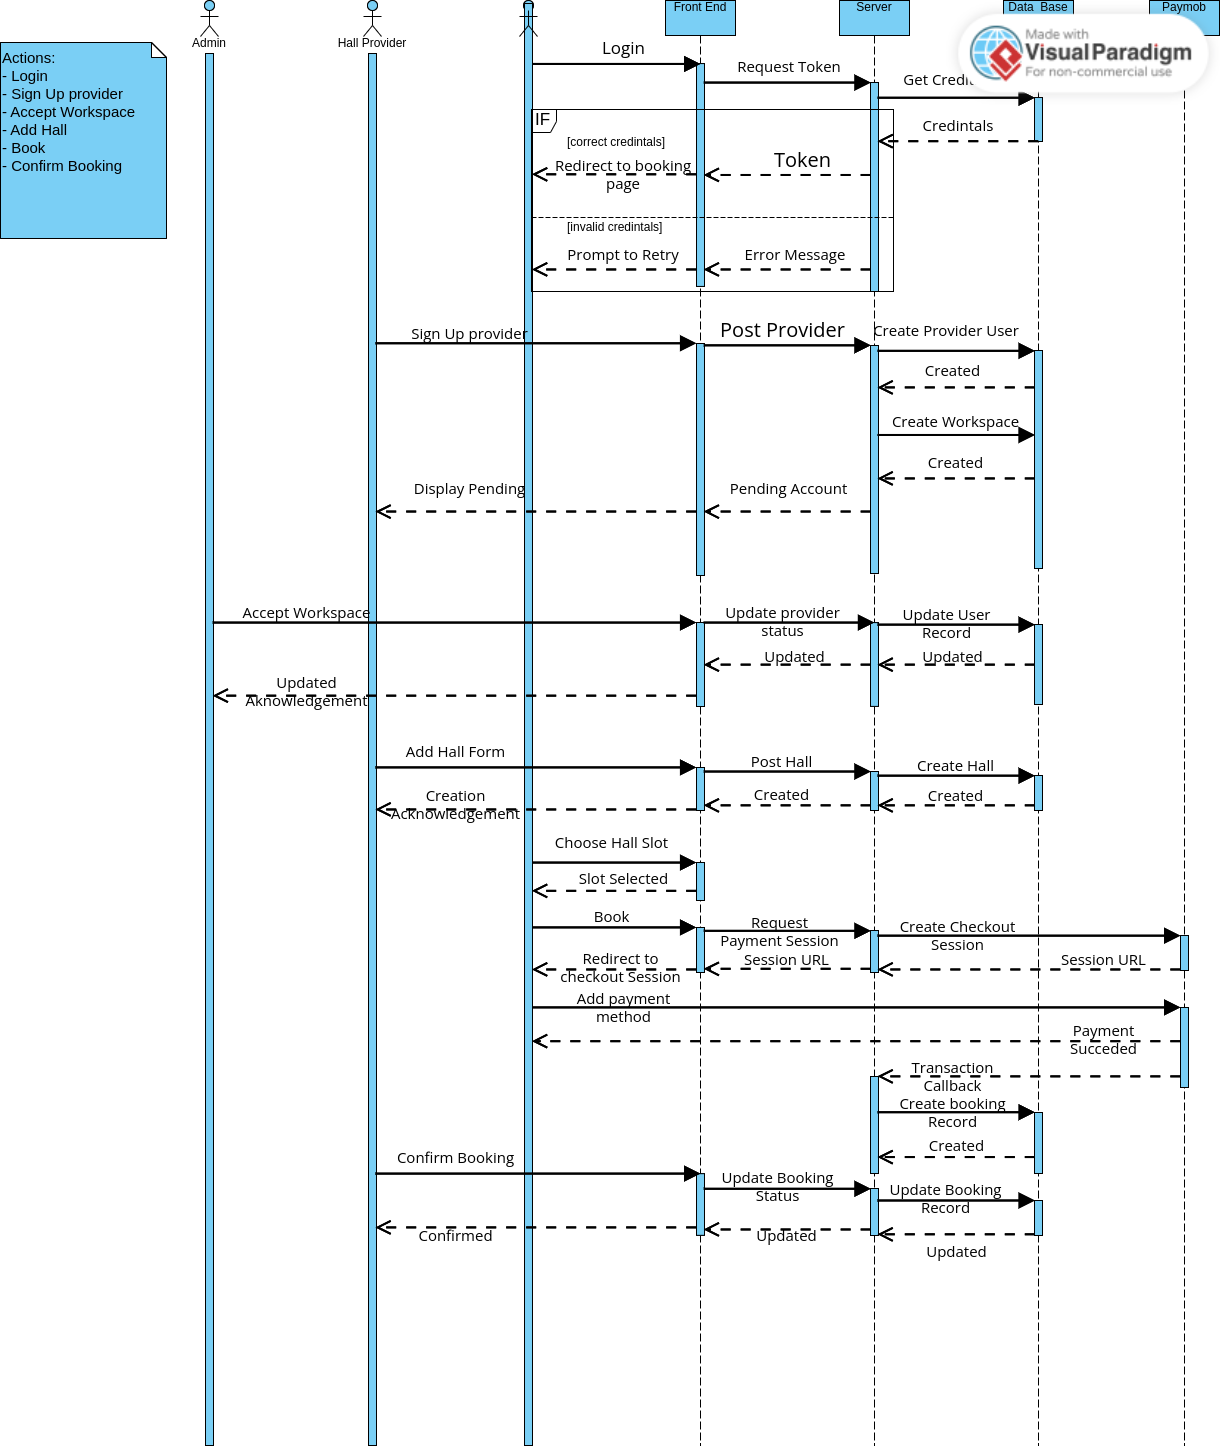 Admin
Hall Provider
Front End
Server
Data Base
Paymob
Made with
VisualParadigm
For non-commercial use
Actions:
- Login
- Sign Up provider
- Accept Workspace
- Add Hall
- Book
- Confirm Booking
Login
Request Token
Get
Credintals
IF
[correct credintals]
Redirect to booking
page
Token
[invalid credintals]
Prompt to Retry
Error Message
Sign Up provider
Post Provider
Create Provider User
Created
Create Workspace
Created
Display Pending
Pending Account
Accept Workspace
Update provider
status
Update User
Record
Updated
Updated
Updated
Aknowledgement
Add Hall Form
Post Hall
Create Hall
Creation
Acknowledgement
Created
Created
Choose Hall Slot
Slot Selected
Book
Request
Payment Session
Create Checkout
Session
Redirect to
checkout Session
Session URL
Session URL
Add payment
method
Payment
Succeded
Transaction
Callback
Create booking
Record
Created
Confirm Booking
Update Booking
Status
Update Booking
Record
Confirmed
Updated
Updated